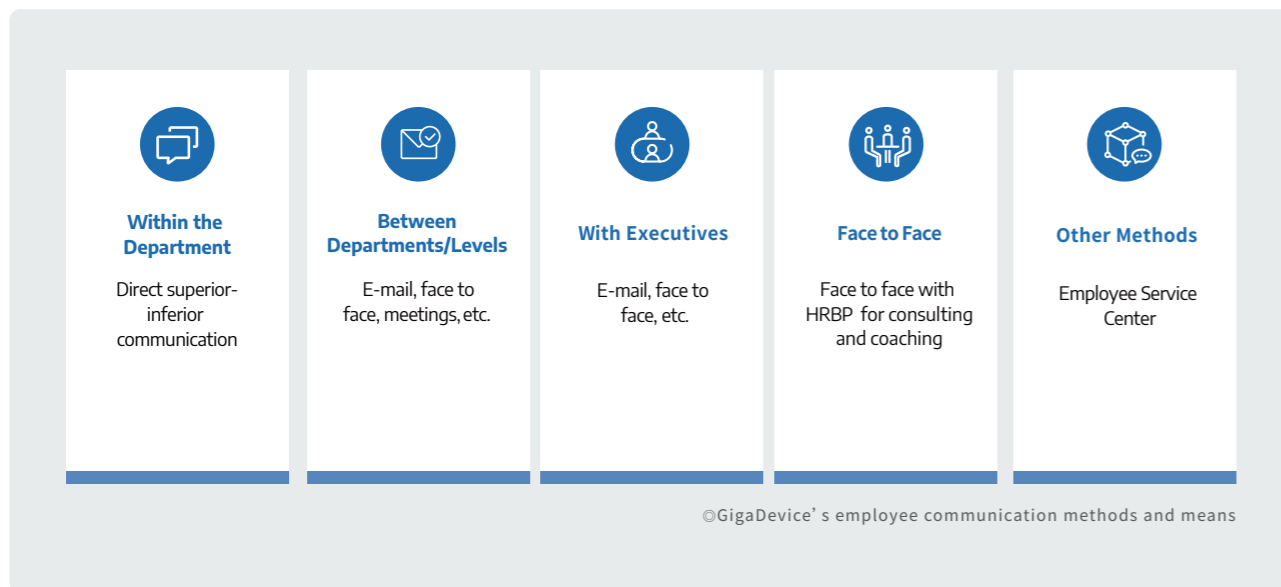 Within the
Department
Direct superior-
inferior
communication
Between
Departments/Levels
E-mail, face to
face, meetings, etc.
With Executives
E-mail, face to
face, etc.
Face to Face
Face to face with
HRBP for consulting
and coaching
Other Methods
Employee Service
Center
◎GigaDevice’ s employee communication methods and means